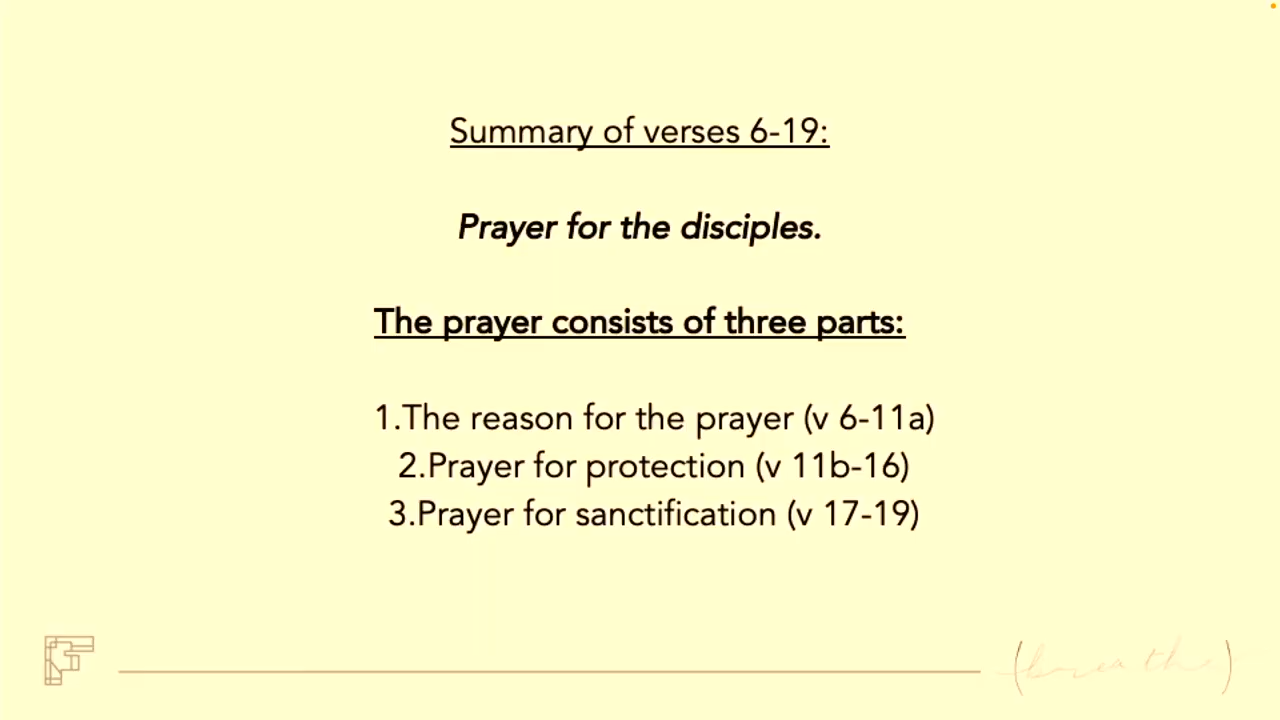 Summary of verses 6-19:
Prayer for the disciples.
The prayer consists of three parts:
1.The reason for the prayer (v 6-11a)
2.Prayer for protection (v 11b-16)
3.Prayer for sanctification (v 17-19)
(breathe)